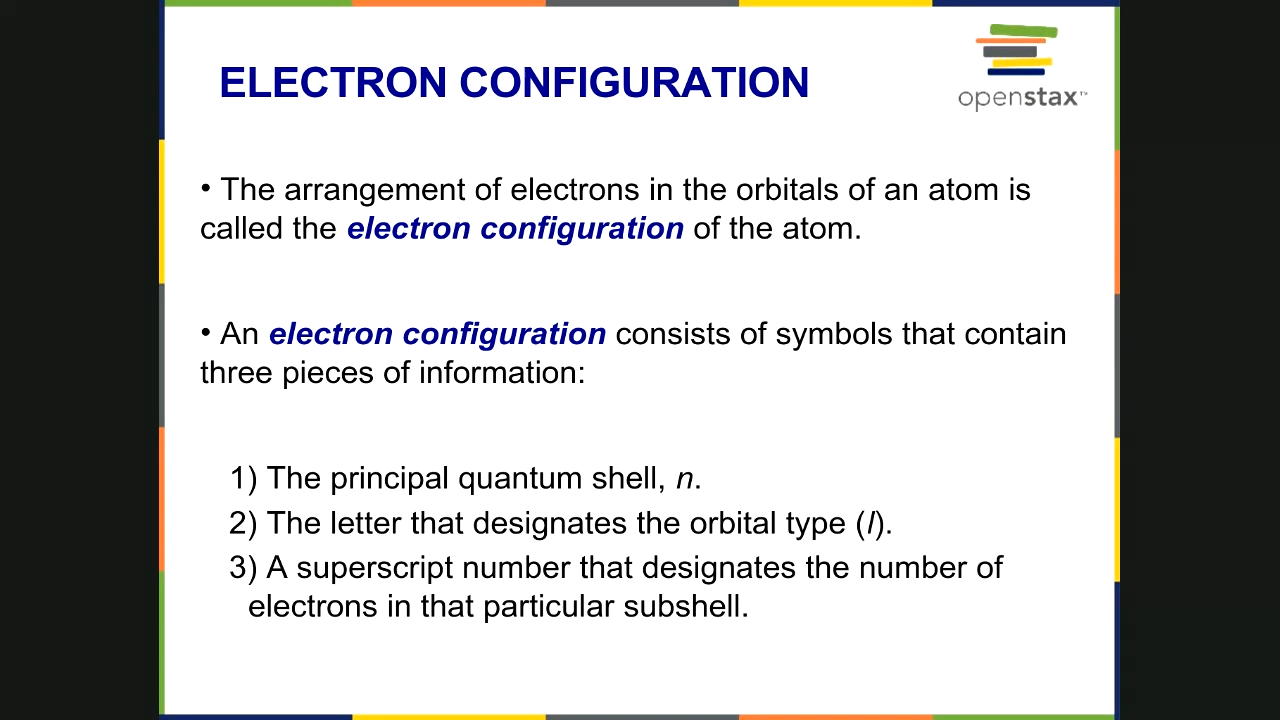 ELECTRON CONFIGURATION
openstax™
• The arrangement of electrons in the orbitals of an atom is
called the electron configuration of the atom.
• An electron configuration consists of symbols that contain
three pieces of information:
1) The principal quantum shell, n.
2) The letter that designates the orbital type (l).
3) A superscript number that designates the number of
electrons in that particular subshell.